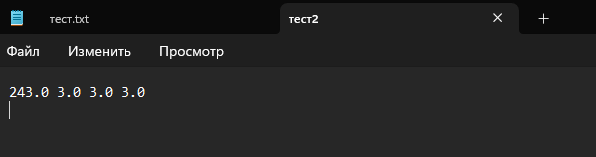 тест.txt
тест2
Файл
Изменить
Просмотр
243.0 3.0 3.0 3.0